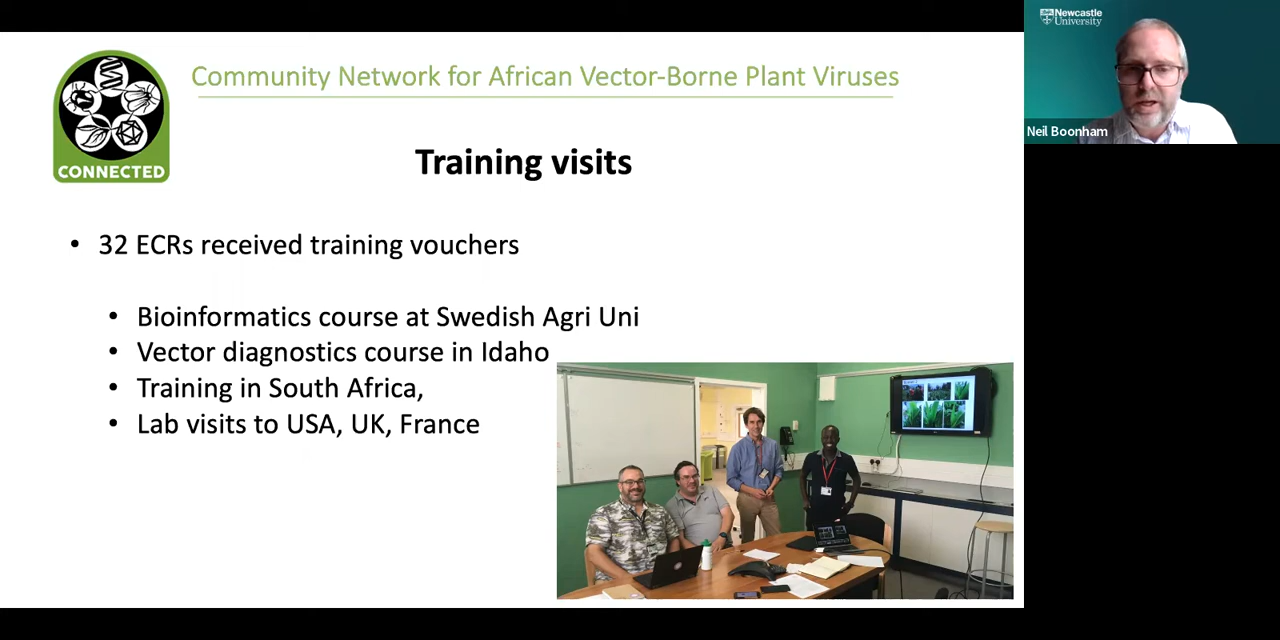 Community Network for African Vector-Borne Plant Viruses
CONNECTED
Training visits
• 32 ECRs received training vouchers
• Bioinformatics course at Swedish Agri Uni
• Vector diagnostics course in Idaho
• Training in South Africa,
• Lab visits to USA, UK, France
Newcastle
University
Neil Boonham